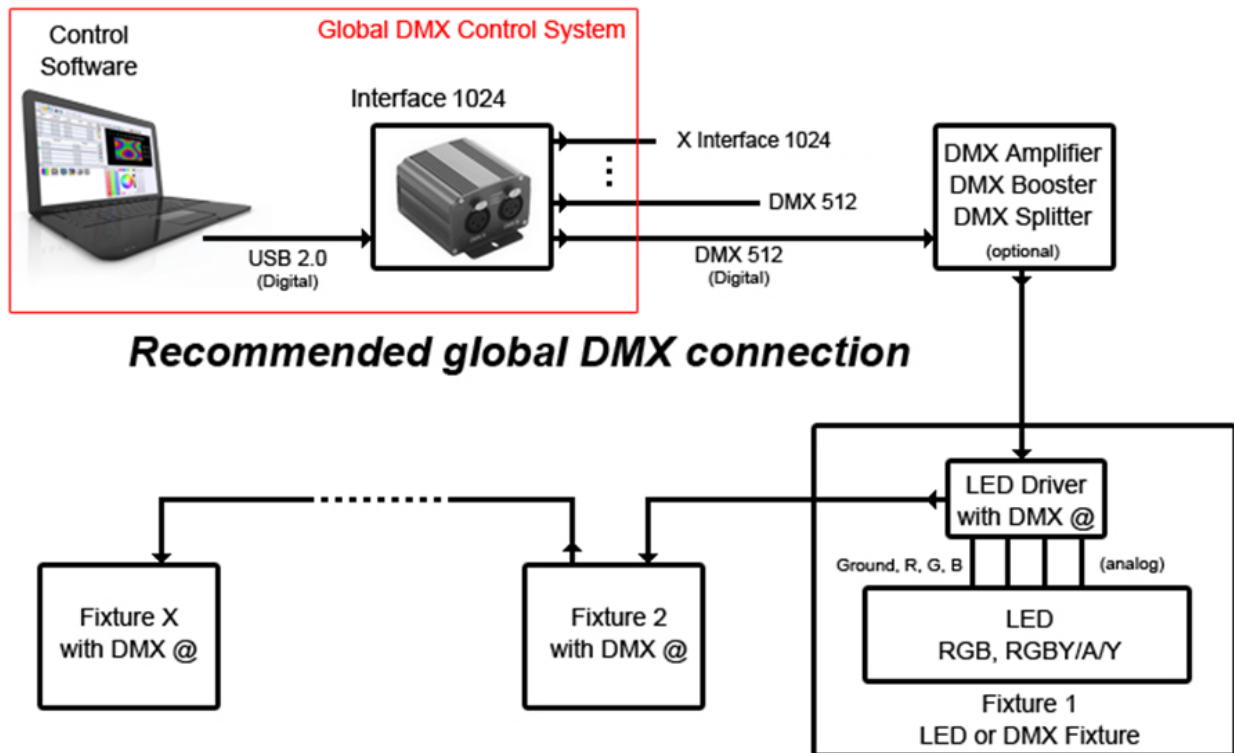 Control
Software
Global DMX Control System
Interface 1024
X Interface 1024
DMX 512
USB 2.0
(Digital)
DMX 512
(Digital)
DMX Amplifier
DMX Booster
DMX Splitter
(optional)
Recommended global DMX connection
LED Driver
with DMX @
Ground, R, G, B
(analog)
LED
RGB, RGBY/A/Y
Fixture 1
LED or DMX Fixture
Fixture 2
with DMX @
Fixture X
with DMX @